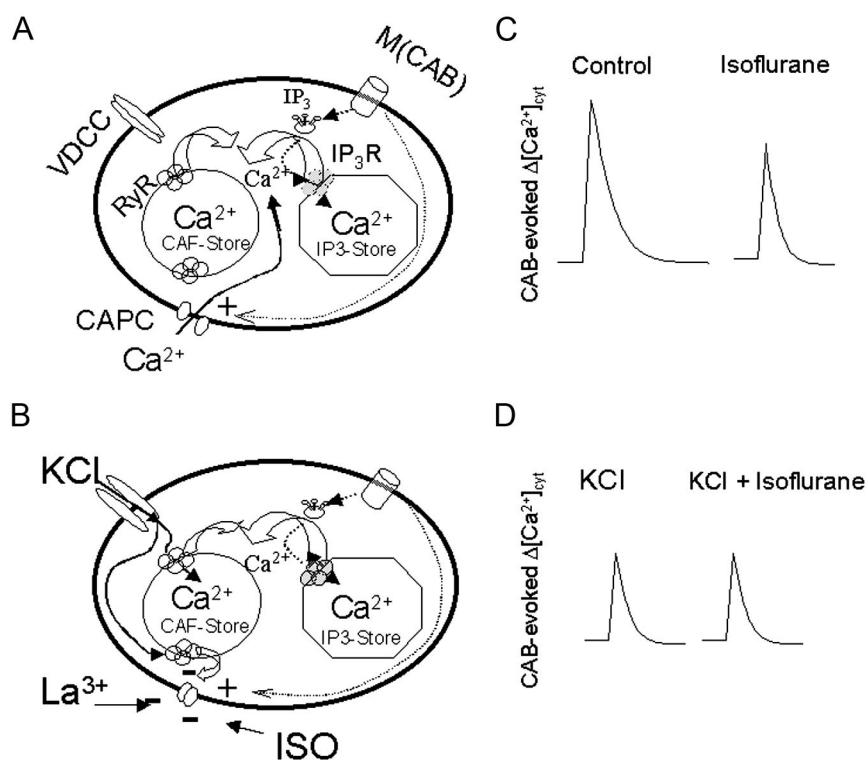 A
M(CAB)
VDCC
IP₃
RyR
Ca²⁺
IP₃R
Ca²⁺
CAF-Store
Ca²⁺
IP3-Store
CAPC
+
Ca²⁺
C
Control
Isoflurane
CAB-evoked Δ[Ca²⁺]cyt
B
KCl
Ca²⁺
Ca²⁺
CAF-Store
Ca²⁺
IP3-Store
-
+
La³⁺
-
-
ISO
D
KCl
KCl + Isoflurane
CAB-evoked Δ[Ca²⁺]cyt